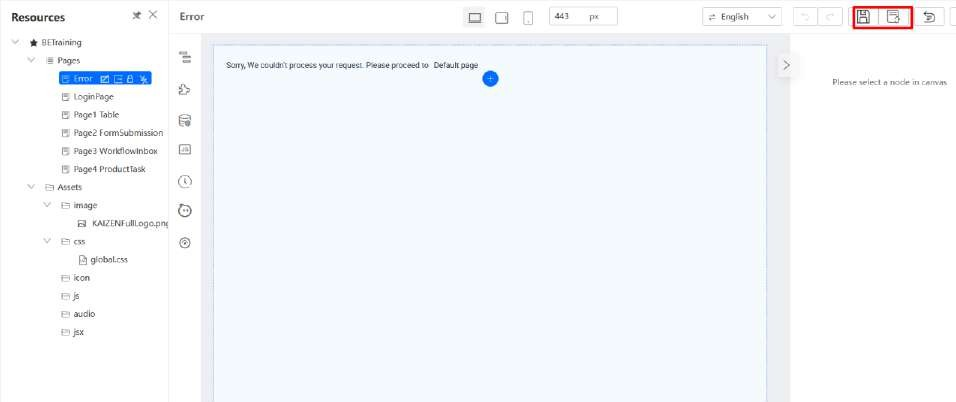 Resources
BETraining
Pages
Error
LoginPage
Page1 Table
Page2 FormSubmission
Page3 WorkflowInbox
Page4 ProductTask
Assets
image
KAIZENFullLogo.png
css
global.css
icon
js
audio
jsx
Error
443 px
English
JS
Sorry, We couldn't process your request. Please proceed to Default page
Please select a node in canvas